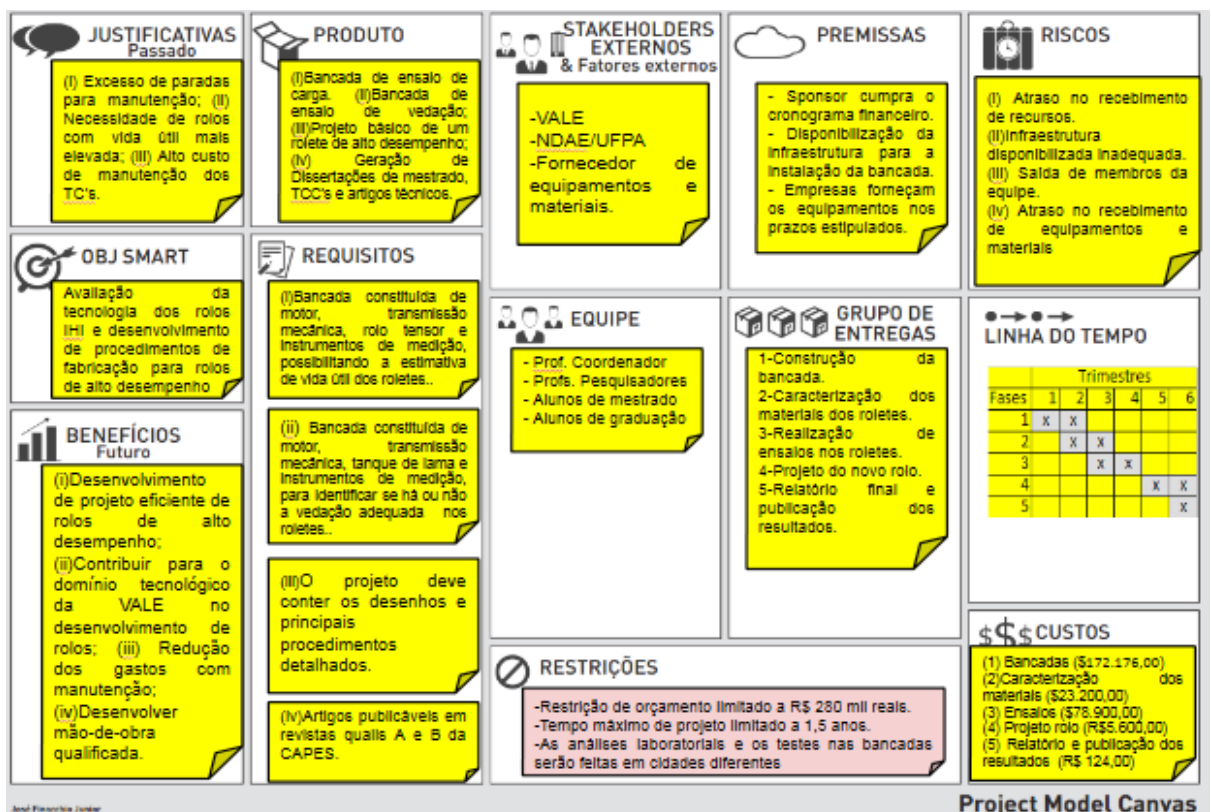 JUSTIFICATIVAS
Passado
(I) Excesso de paradas
para manutenção; (II)
Necessidade de rolos
com vida útil mais
elevada; (III) Alto custo
de manutenção dos
TC's.
PRODUTO
(I)Bancada de ensaio de
carga. (II)Bancada de
ensaio de vedação;
(III)Projeto básico de um
rolete de alto desempenho;
(iv) Geração de
Dissertações de mestrado,
TCC's e artigos técnicos.
STAKEHOLDERS
EXTERNOS
& Fatores externos
-VALE
-NDAE/UFPA
-Fornecedor de
equipamentos e
materiais.
PREMISSAS
- Sponsor cumpra o
cronograma financeiro.
- Disponibilização da
infraestrutura para a
instalação da bancada.
- Empresas forneçam
os equipamentos nos
prazos estipulados.
RISCOS
(I) Atraso no recebimento
de recursos.
(II)Infraestrutura
disponibilizada inadequada.
(III) Saída de membros da
equipe.
(iv) Atraso no recebimento
de equipamentos e
materiais
OBJ SMART
Avaliação da
tecnologia dos rolos
IHI e desenvolvimento
de procedimentos de
fabricação para rolos
de alto desempenho
REQUISITOS
(I)Bancada constituída de
motor, transmissão
mecânica, rolo tensor e
instrumentos de medição,
possibilitando a estimativa
de vida útil dos roletes..
(ii) Bancada constituída de
motor, transmissão
mecânica, tanque de lama e
instrumentos de medição,
para identificar se há ou não
a vedação adequada nos
roletes..
(III)O projeto deve
conter os desenhos e
principais
procedimentos
detalhados.
(iv)Artigos publicáveis em
revistas qualis A e B da
CAPES.
EQUIPE
- Prof. Coordenador
- Profs. Pesquisadores
- Alunos de mestrado
- Alunos de graduação
GRUPO DE
ENTREGAS
1-Construção da
bancada.
2-Caracterização dos
materiais dos roletes.
3-Realização de
ensaios nos roletes.
4-Projeto do novo rolo.
5-Relatório final e
publicação dos
resultados.
LINHA DO TEMPO
Trimestres
Fases 1 2 3 4 5 6
1 x x
2 x x
3 x x
4 x x
5 x
BENEFÍCIOS
Futuro
(i)Desenvolvimento
de projeto eficiente de
rolos de alto
desempenho;
(ii)Contribuir para o
domínio tecnológico
da VALE no
desenvolvimento de
rolos; (iii) Redução
dos gastos com
manutenção;
(iv)Desenvolver
mão-de-obra
qualificada.
RESTRIÇÕES
-Restrição de orçamento limitado a R$ 280 mil reais.
-Tempo máximo de projeto limitado a 1,5 anos.
-As análises laboratoriais e os testes nas bancadas
serão feitas em cidades diferentes
$$$CUSTOS
(1) Bancadas ($172.176,00)
(2)Caracterização dos
materiais ($23.200,00)
(3) Ensaios ($78.900,00)
(4) Projeto rolo (R$5.600,00)
(5) Relatório e publicação dos
resultados (R$ 124,00)
José Finocchio Junior
Project Model Canvas